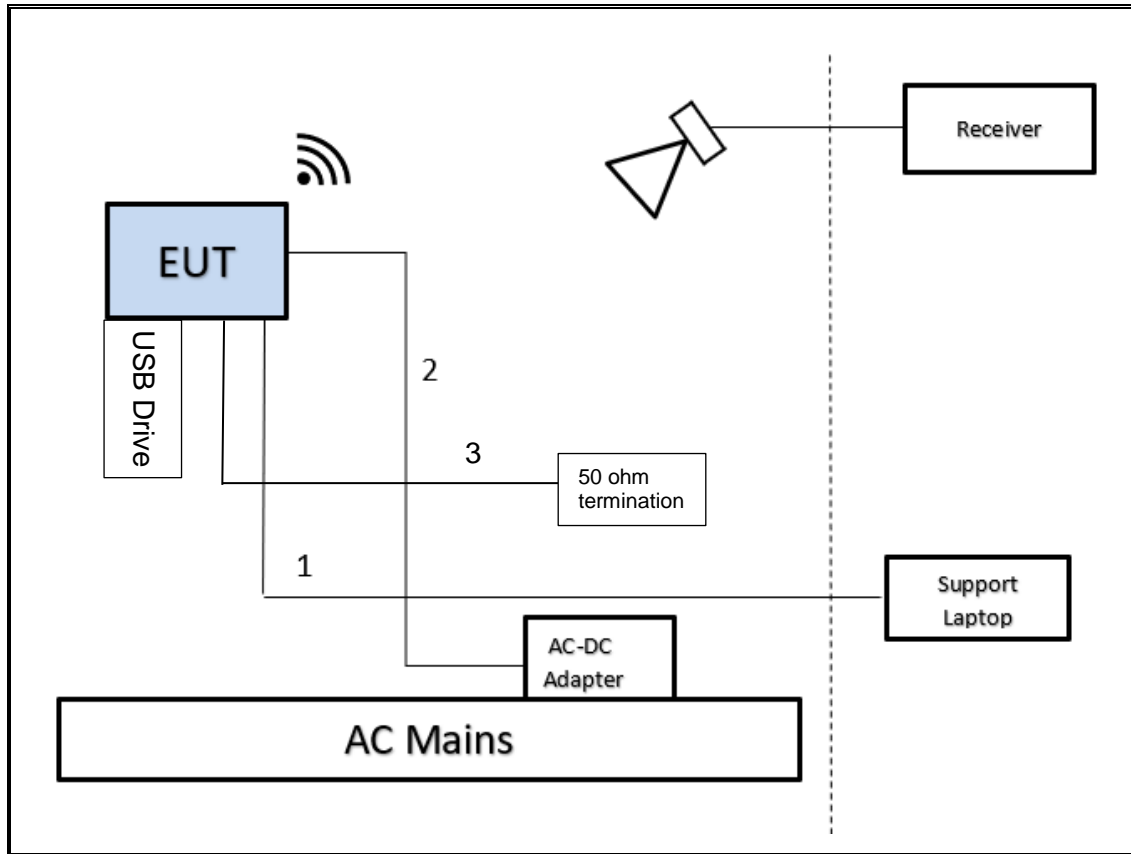 Receiver
EUT
USB Drive
2
3
50 ohm
termination
1
Support
Laptop
AC-DC
Adapter
AC Mains